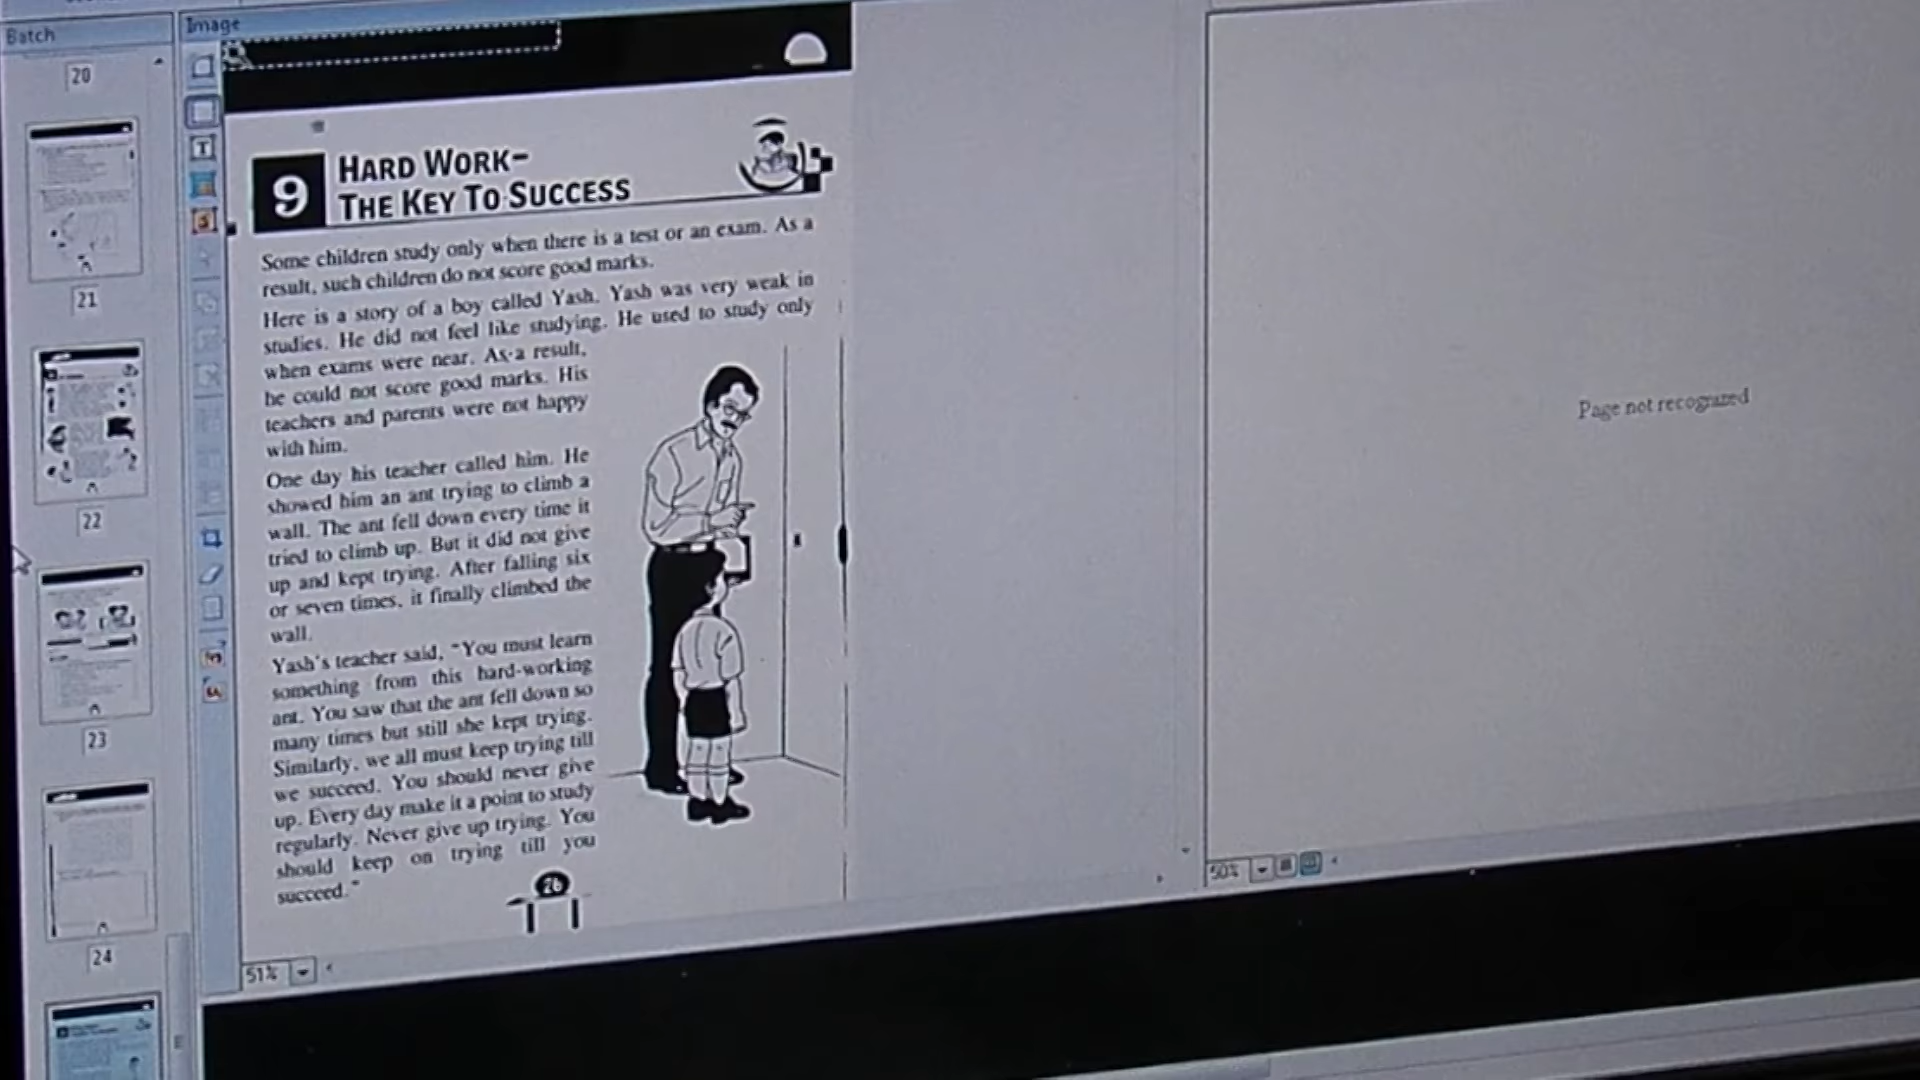 Batch
20
21
22
23
24
Image
9
HARD WORK–
THE KEY TO SUCCESS
Some children study only when there is a test or an exam. As a
result, such children do not score good marks.
Here is a story of a boy called Yash. Yash was very weak in
studies. He did not feel like studying. He used to study only
when exams were near. As a result,
he could not score good marks. His
teachers and parents were not happy
with him.
One day his teacher called him. He
showed him an ant trying to climb a
wall. The ant fell down every time it
tried to climb up. But it did not give
up and kept trying. After falling six
or seven times, it finally climbed the
wall.
Yash's teacher said, "You must learn
something from this hard-working
ant. You saw that the ant fell down so
many times but still she kept trying.
Similarly, we all must keep trying till
we succeed. You should never give
up. Every day make it a point to study
regularly. Never give up trying. You
should keep on trying till you
succeed."
26
51%
Page not recognized
50%